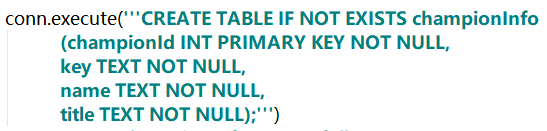 conn.execute('''CREATE TABLE IF NOT EXISTS championInfo
(championId INT PRIMARY KEY NOT NULL,
key TEXT NOT NULL,
name TEXT NOT NULL,
title TEXT NOT NULL);''')